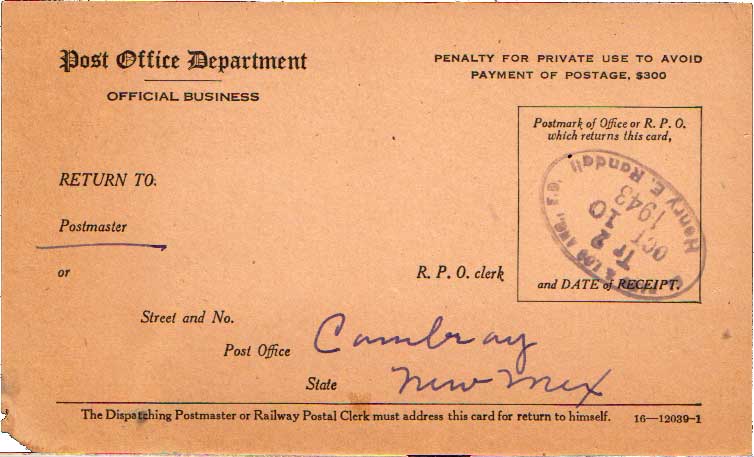 Post Office Department
OFFICIAL BUSINESS
PENALTY FOR PRIVATE USE TO AVOID
PAYMENT OF POSTAGE, $300
Postmark of Office or R. P. O.
which returns this card,
& LOS ANG., E.D.
TR 2
OCT 10
1943
Henry E. Randall
and DATE of RECEIPT.
RETURN TO:
Postmaster
or
R. P. O. clerk
Street and No.
Post Office Cambray
State New Mex
The Dispatching Postmaster or Railway Postal Clerk must address this card for return to himself.
16—12039-1